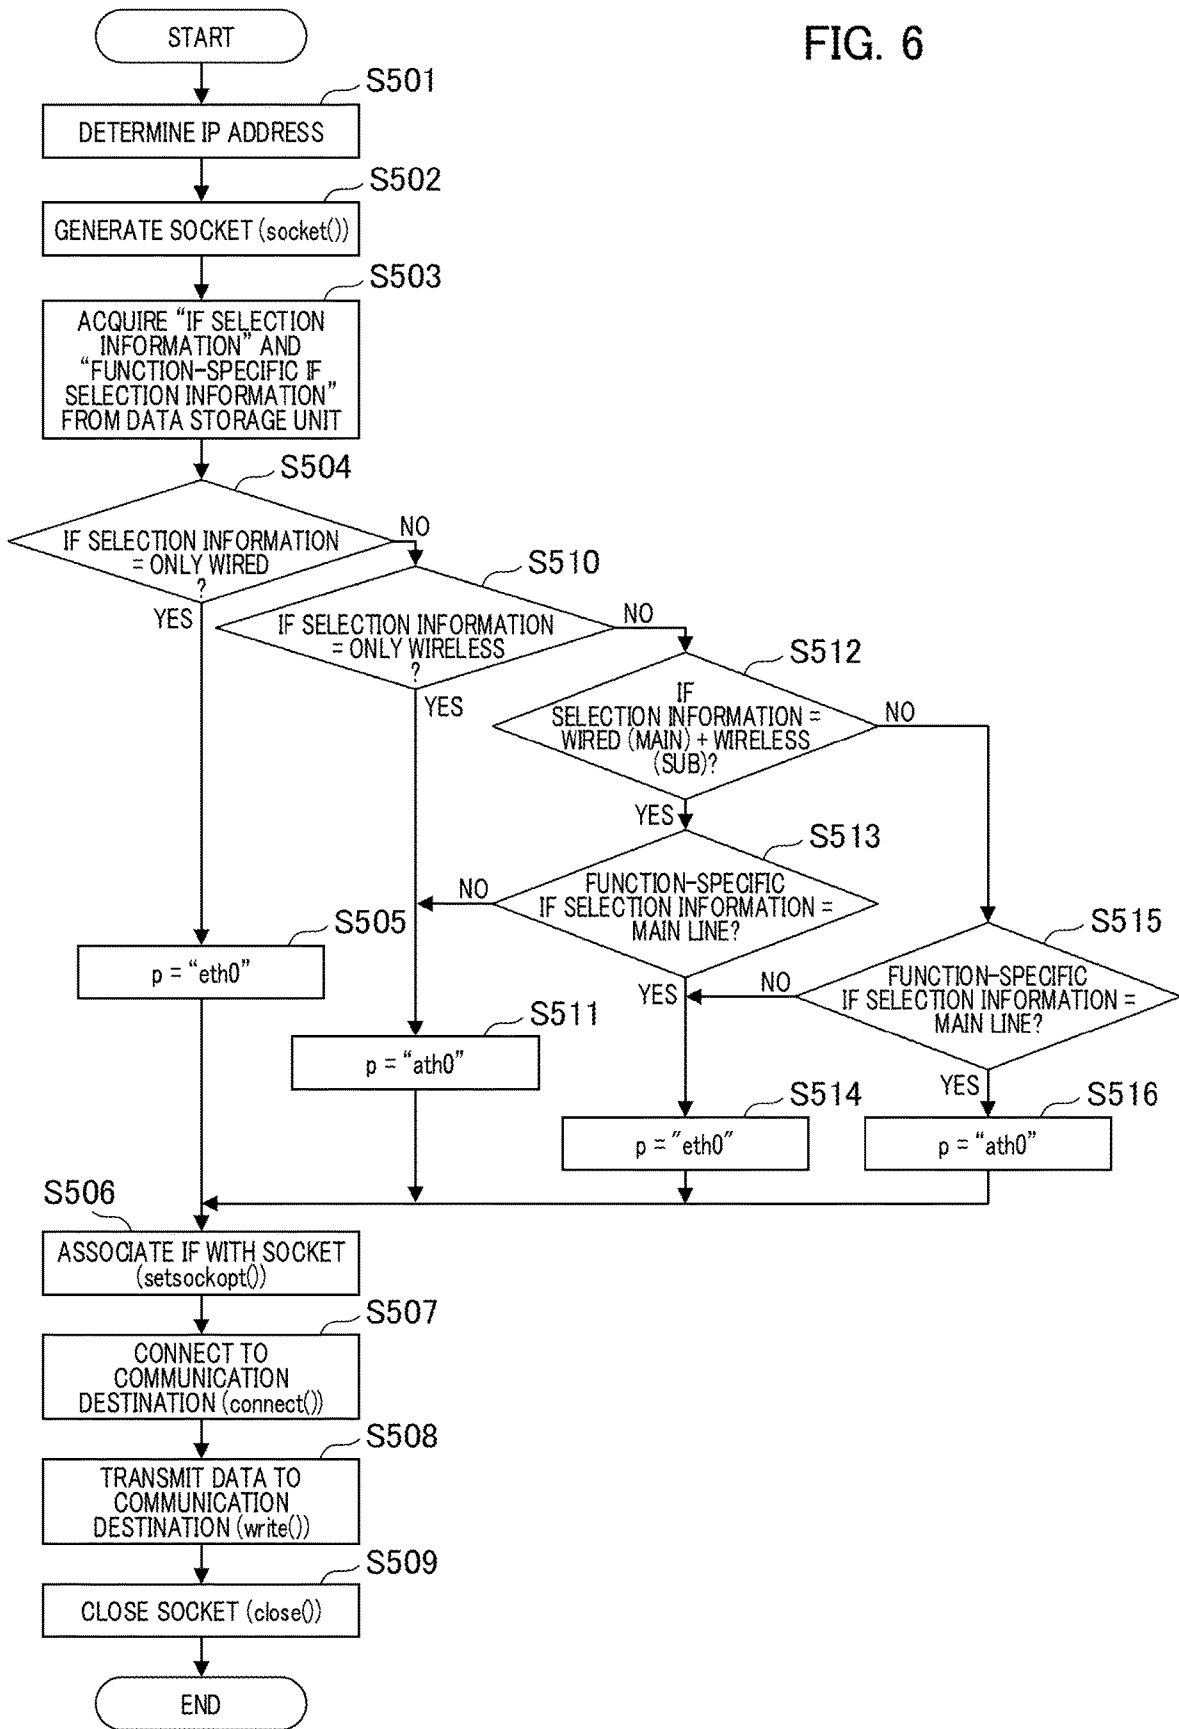 FIG. 6
START
S501
DETERMINE IP ADDRESS
S502
GENERATE SOCKET (socket())
S503
ACQUIRE “IF SELECTION
INFORMATION” AND
“FUNCTION-SPECIFIC IF
SELECTION INFORMATION”
FROM DATA STORAGE UNIT
S504
IF SELECTION INFORMATION
= ONLY WIRED
?
NO
YES
S510
IF SELECTION INFORMATION
= ONLY WIRELESS
?
NO
YES
S512
IF
SELECTION INFORMATION =
WIRED (MAIN) + WIRELESS
(SUB)?
NO
YES
S513
FUNCTION-SPECIFIC
IF SELECTION INFORMATION =
MAIN LINE?
NO
YES
S515
FUNCTION-SPECIFIC
IF SELECTION INFORMATION =
MAIN LINE?
NO
YES
S505
p = “eth0”
S511
p = “ath0”
S514
p = "eth0"
S516
p = “ath0”
S506
ASSOCIATE IF WITH SOCKET
(setsockopt())
S507
CONNECT TO
COMMUNICATION
DESTINATION (connect())
S508
TRANSMIT DATA TO
COMMUNICATION
DESTINATION (write())
S509
CLOSE SOCKET (close())
END